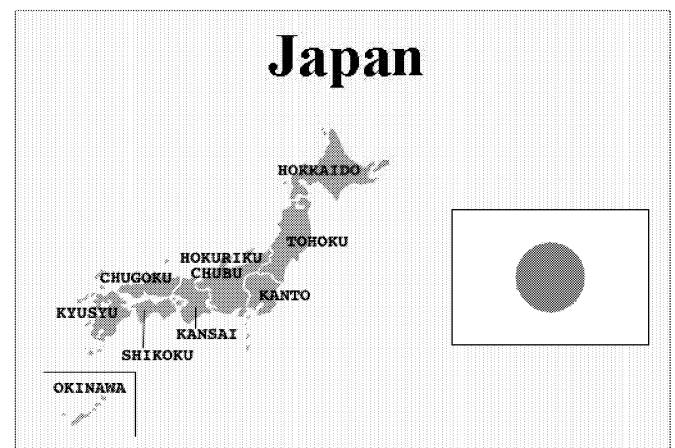 Japan
HOKKAIDO
TOHOKU
HOKURIKU
CHUBU
CHUGOKU
KANTO
KYUSYU
KANSAI
SHIKOKU
OKINAWA